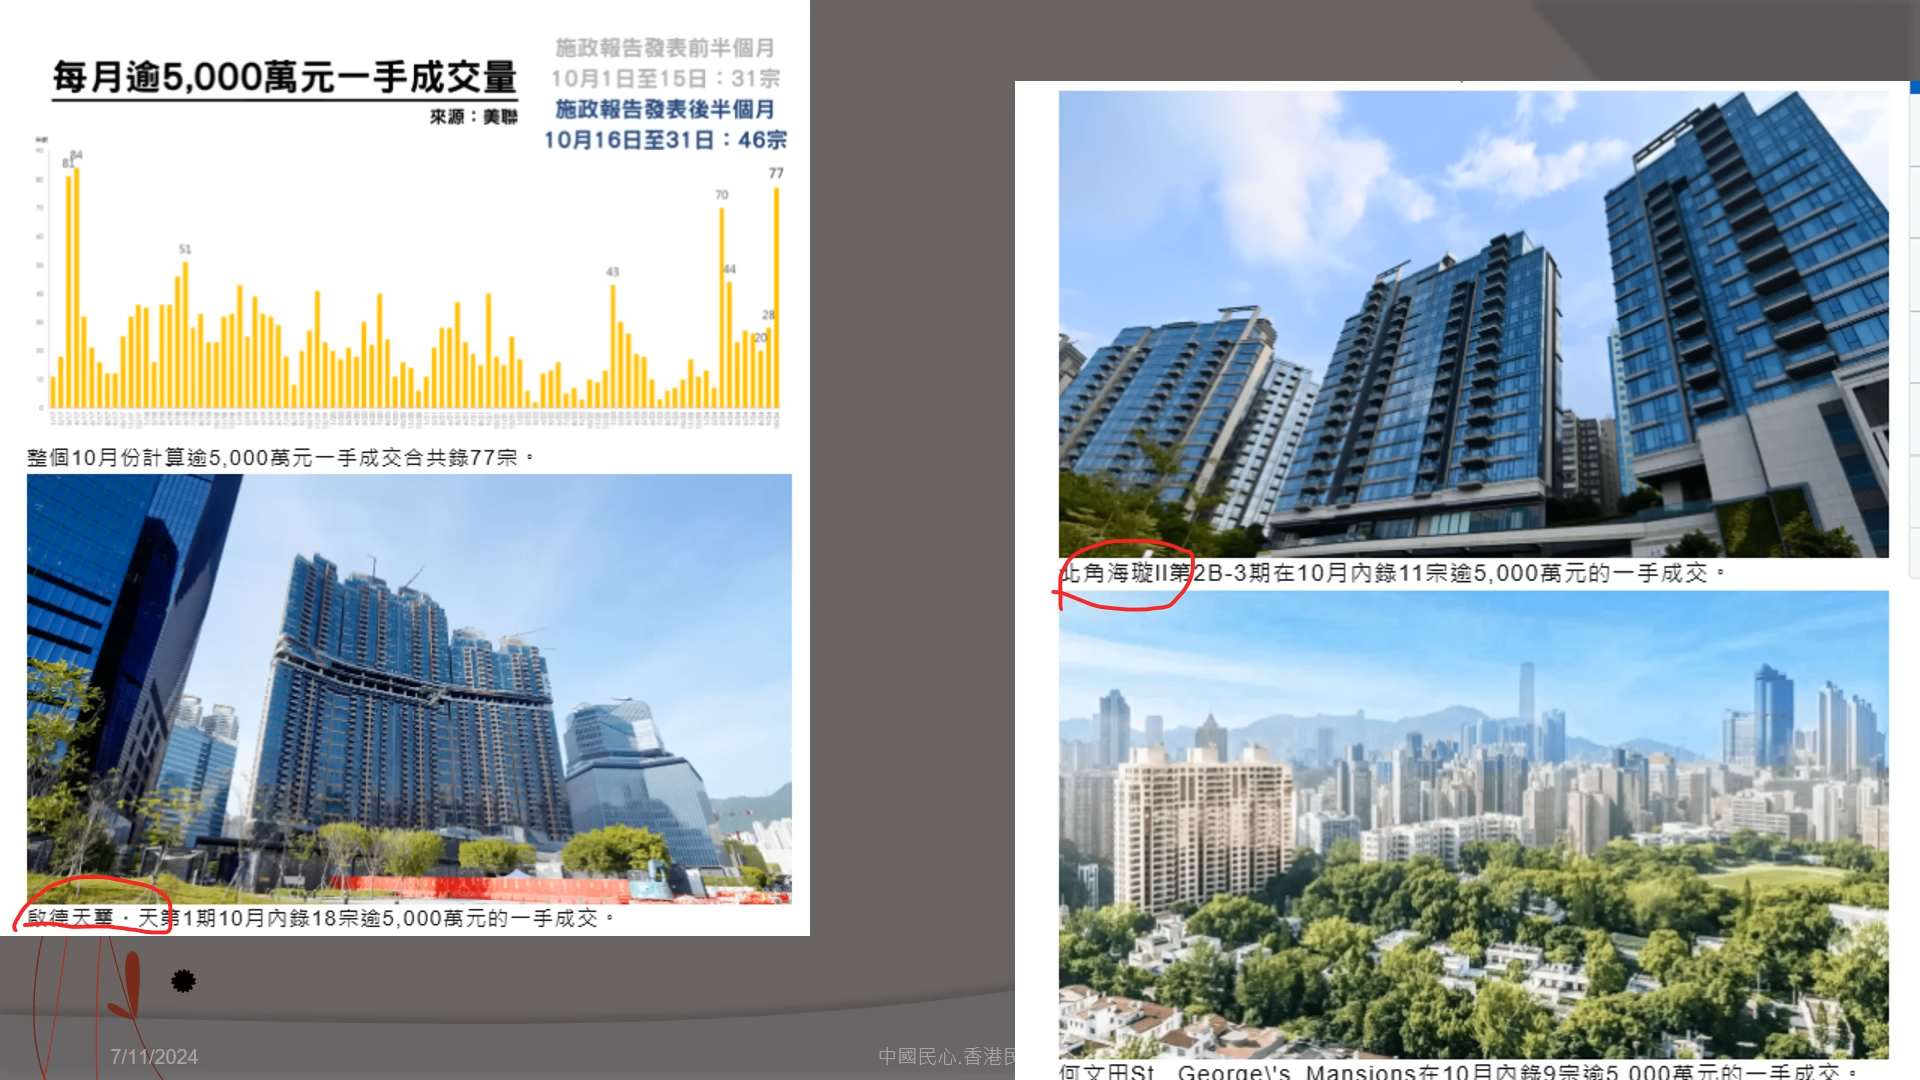 每月逾5,000萬元一手成交量
來源：美聯
施政報告發表前半個月
10月1日至15日：31宗
施政報告發表後半個月
10月16日至31日：46宗
81
84
51
43
70
44
20
28
77
整個10月份計算逾5,000萬元一手成交合共錄77宗。
啟德天璽．天第1期10月內錄18宗逾5,000萬元的一手成交。
7/11/2024
中國民心.香港民
北角海璇II第2B-3期在10月內錄11宗逾5,000萬元的一手成交。
何文田St. George\'s Mansions在10月內錄9宗逾5,000萬元的一手成交。